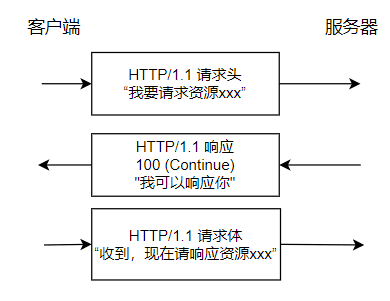 客户端
服务器
HTTP/1.1 请求头
“我要请求资源xxx”
HTTP/1.1 响应
100 (Continue)
"我可以响应你"
HTTP/1.1 请求体
“收到，现在请响应资源xxx”